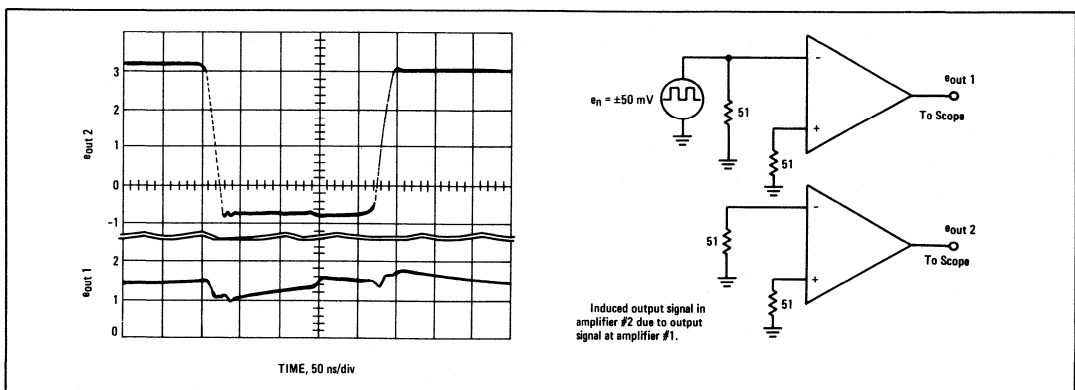 3
2
1
0
-1
eout 2
2
1
0
eout 1
TIME, 50 ns/div
en = ±50 mV
51
-
+
51
eout 1
To Scope
51
-
+
51
eout 2
To Scope
Induced output signal in
amplifier #2 due to output
signal at amplifier #1.